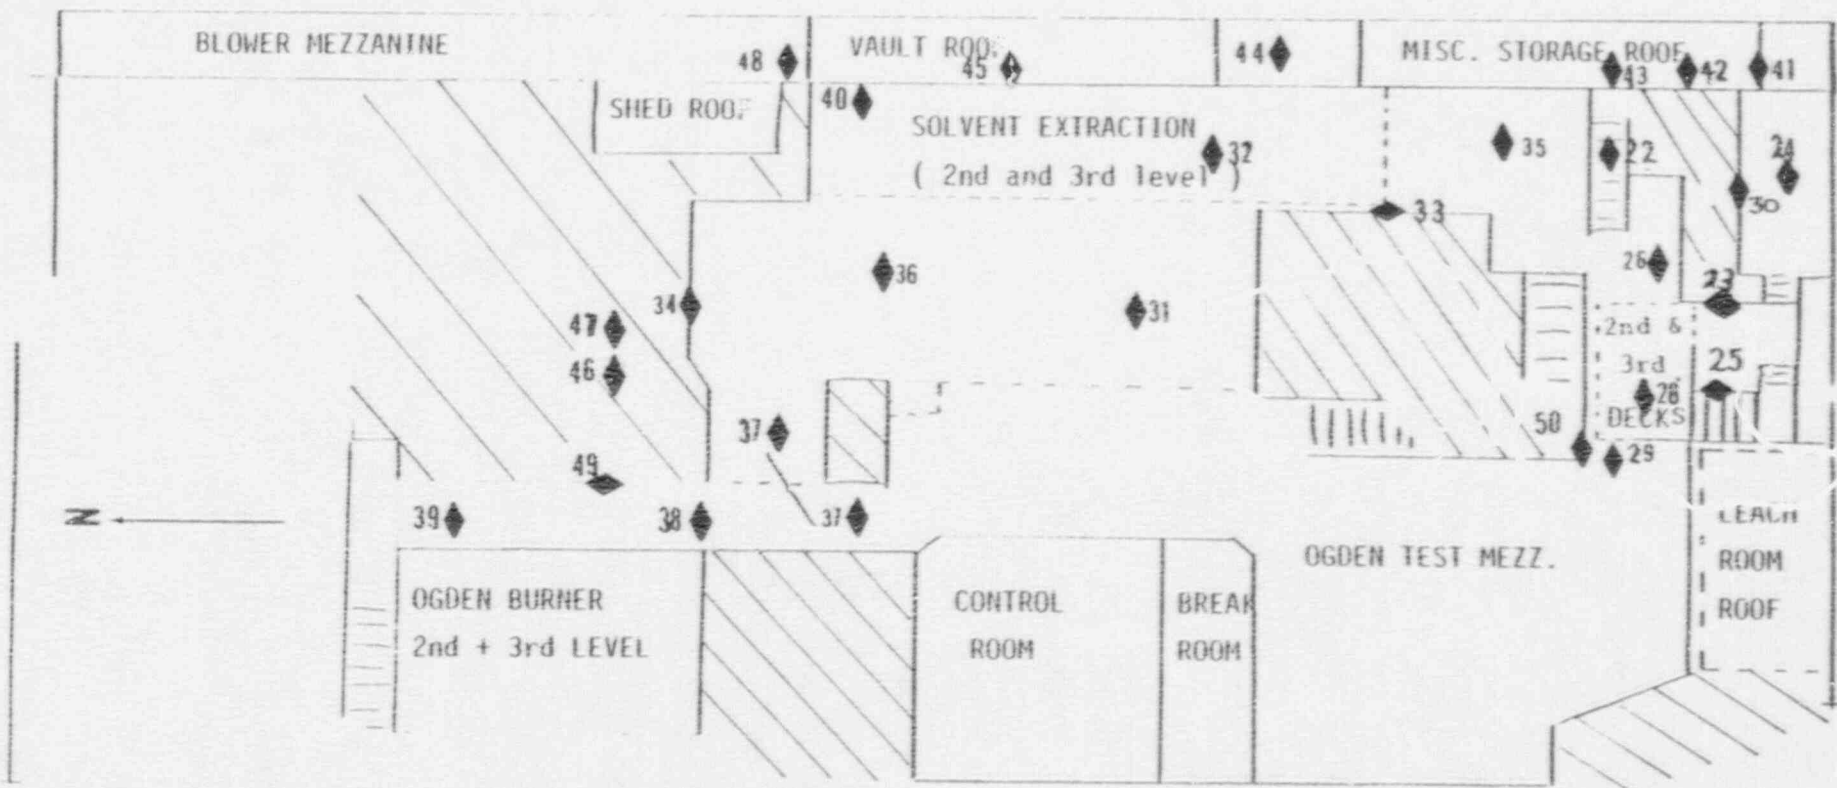 BLOWER MEZZANINE
48
VAULT ROOF
45
44
MISC. STORAGE ROOF
43
42
41
SHED ROOF
40
SOLVENT EXTRACTION
( 2nd and 3rd level )
32
35
22
24
30
33
36
26
23
34
31
47
46
2nd &
3rd
DECKS
25
28
37
50
29
49
N
39
38
37
OGDEN BURNER
2nd + 3rd LEVEL
CONTROL
ROOM
BREAK
ROOM
OGDEN TEST MEZZ.
LEACH
ROOM
ROOF